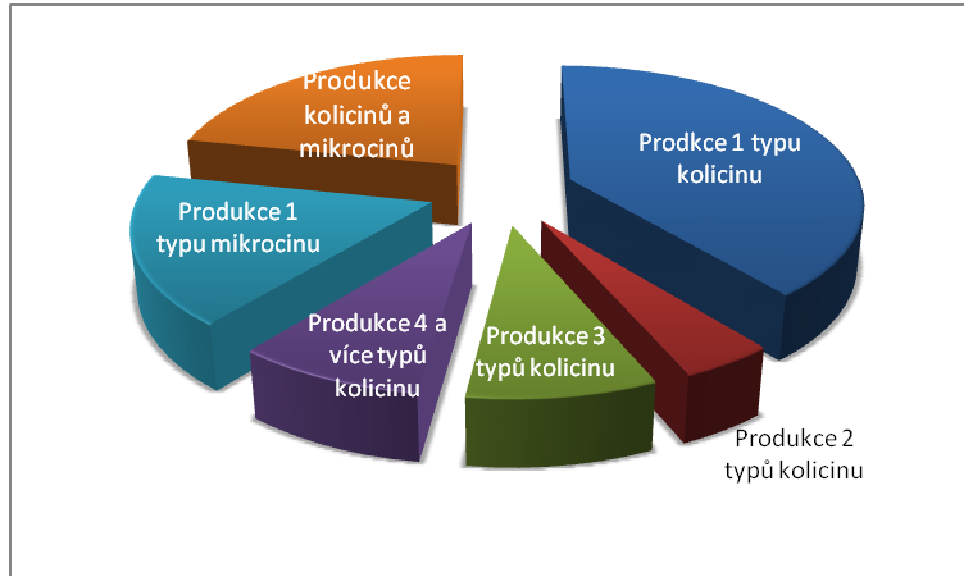 Produkce
kolicinů a
mikrocinů
Prodkce 1 typu
kolicinu
Produkce 1
typu mikrocinu
Produkce 4 a
více typů
kolicinu
Produkce 3
typů kolicinu
Produkce 2
typů kolicinu